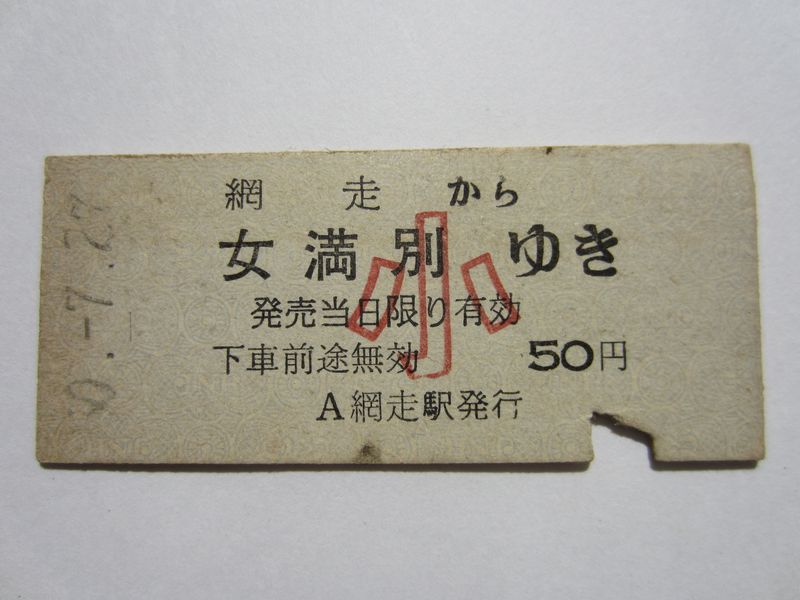 網走から
女満別ゆき
小
発売当日限り有効
下車前途無効 50円
A網走駅発行